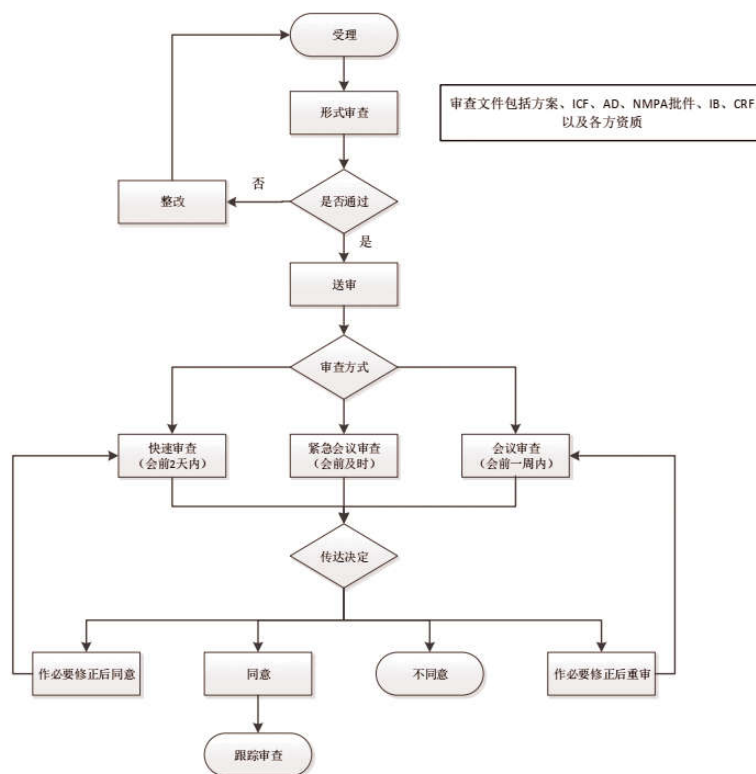 受理
形式审查
审查文件包括方案、ICF、AD、NMPA批件、IB、CRF
以及各方资质
否
整改
是否通过
是
送审
审查方式
快速审查
（会前2天内）
紧急会议审查
（会前及时）
会议审查
（会前一周内）
传达决定
作必要修正后同意
同意
不同意
作必要修正后重审
跟踪审查